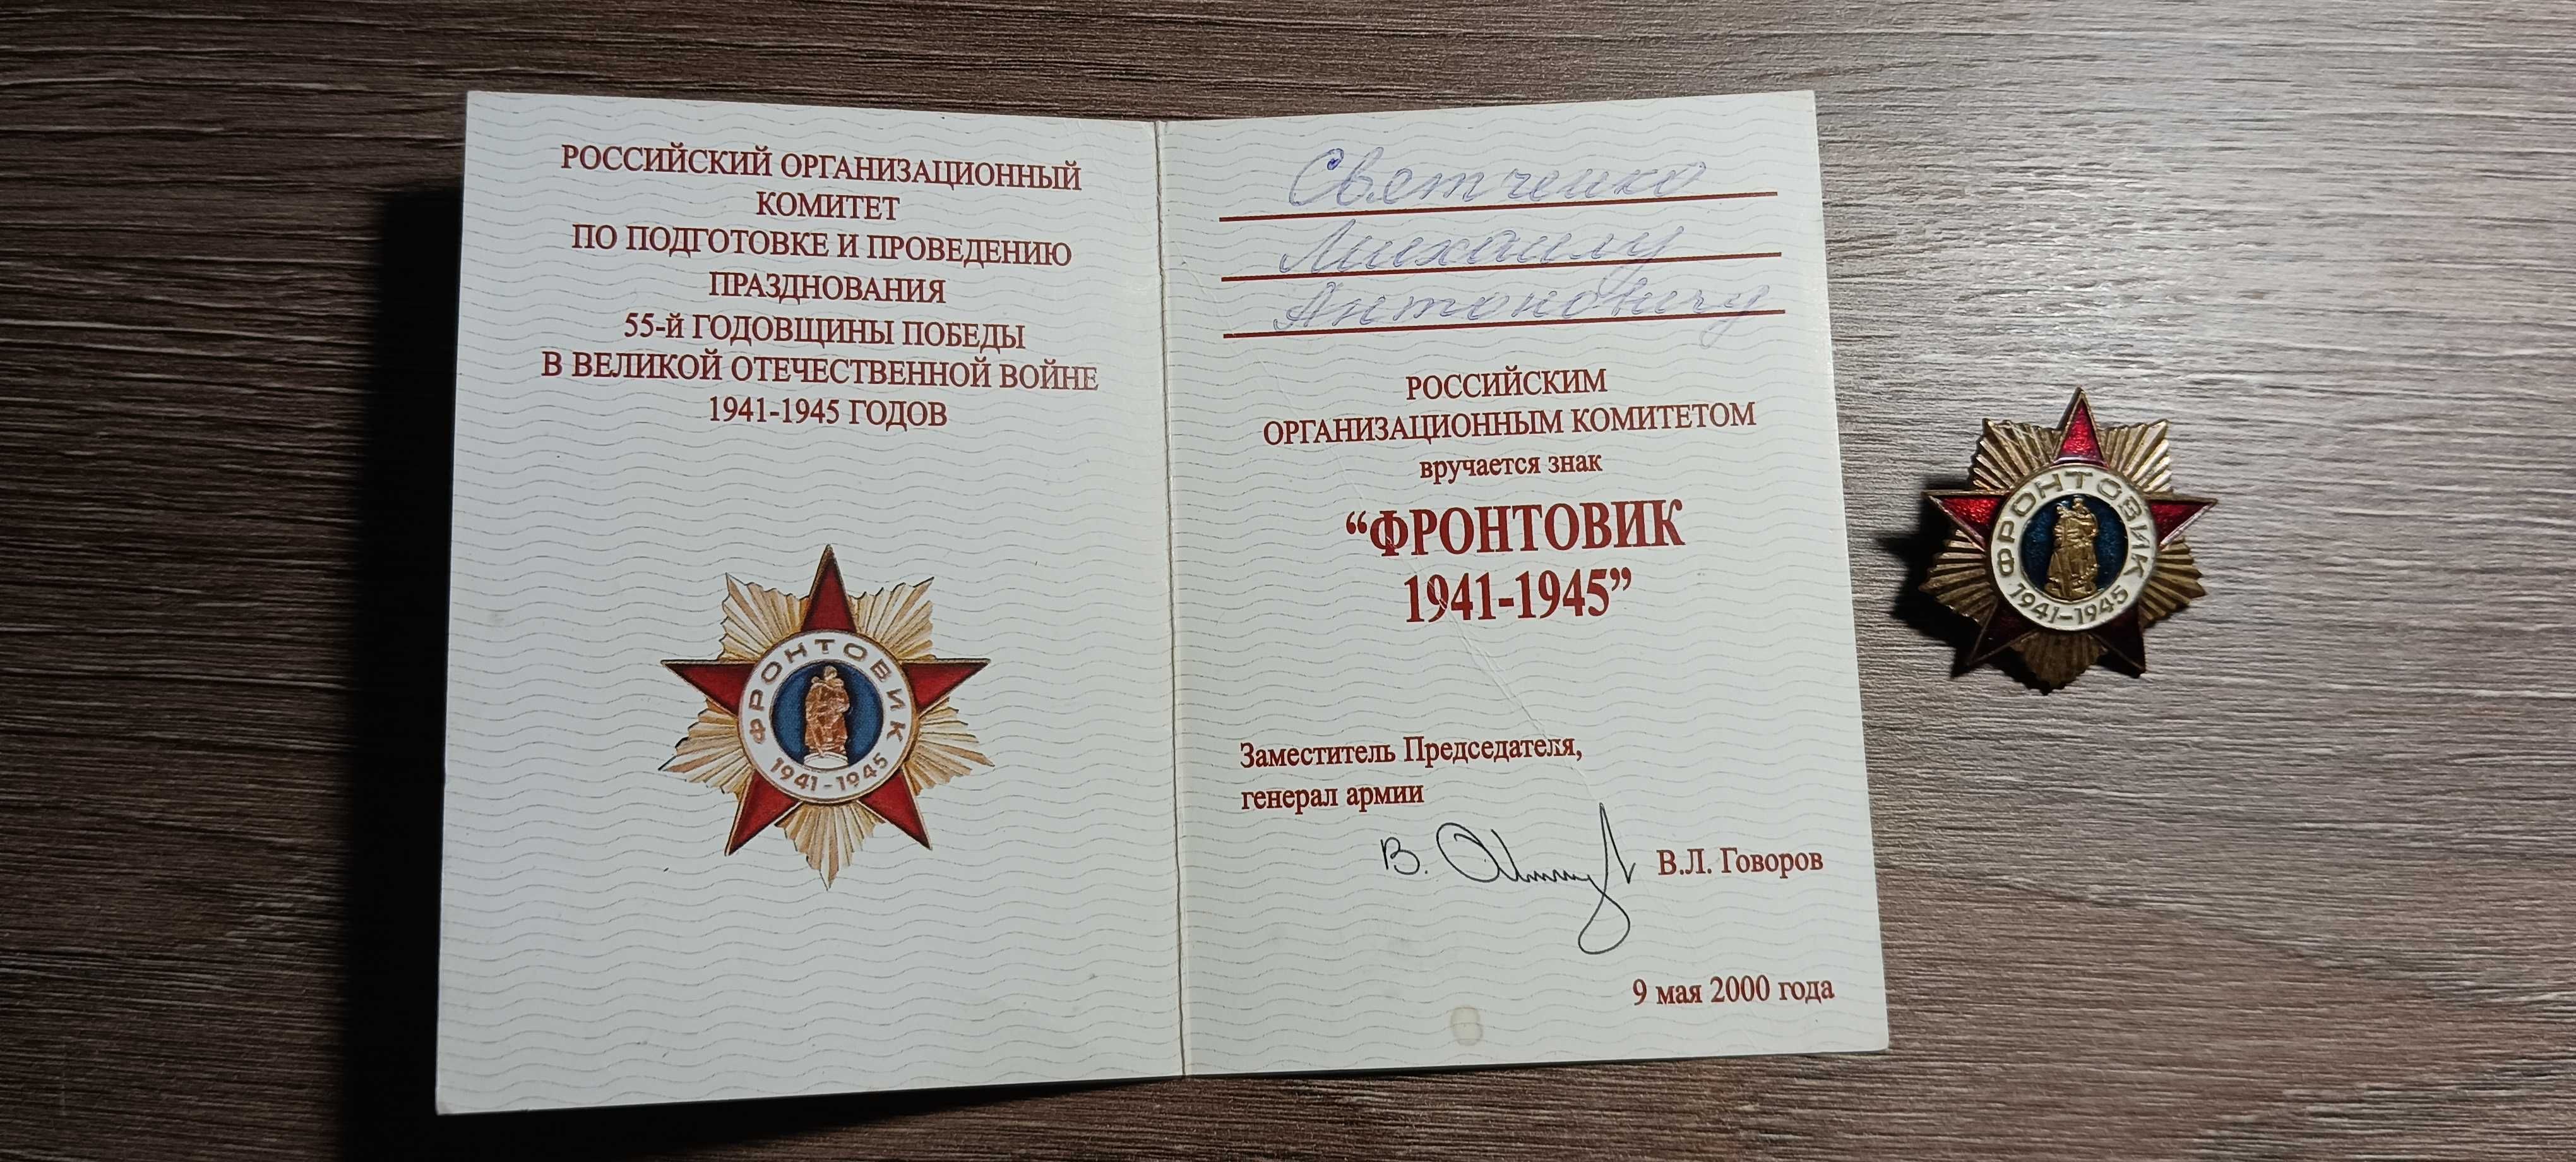 РОССИЙСКИЙ ОРГАНИЗАЦИОННЫЙ
КОМИТЕТ
ПО ПОДГОТОВКЕ И ПРОВЕДЕНИЮ
ПРАЗДНОВАНИЯ
55-й ГОДОВЩИНЫ ПОБЕДЫ
В ВЕЛИКОЙ ОТЕЧЕСТВЕННОЙ ВОЙНЕ
1941-1945 ГОДОВ
ФРОНТОВИК
1941-1945
Светченко
Михаилу
Антоновичу
РОССИЙСКИМ
ОРГАНИЗАЦИОННЫМ КОМИТЕТОМ
вручается знак
“ФРОНТОВИК
1941-1945”
Заместитель Председателя,
генерал армии
В.Л. Говоров
9 мая 2000 года
ФРОНТОВИК
1941-1945